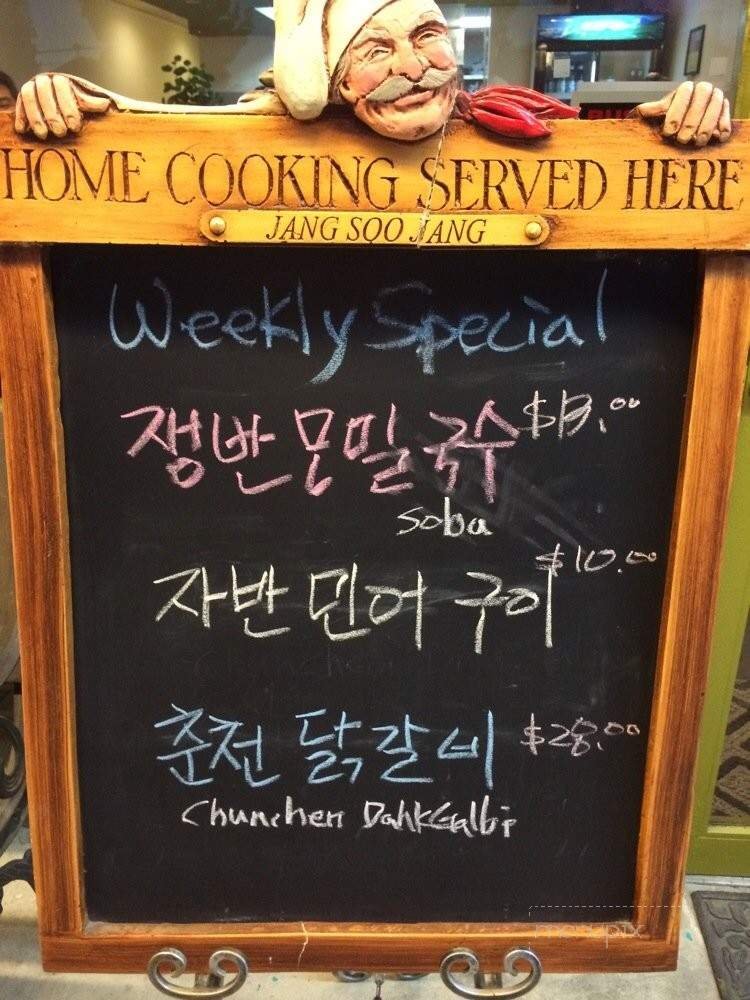 HOME COOKING SERVED HERE
JANG SOO JANG
Weekly Special
쟁반 모밀 국수 $13.00
soba
$10.00
자반 민어 구이
춘천 닭갈비 $28.00
Chunchen DahkGalbi